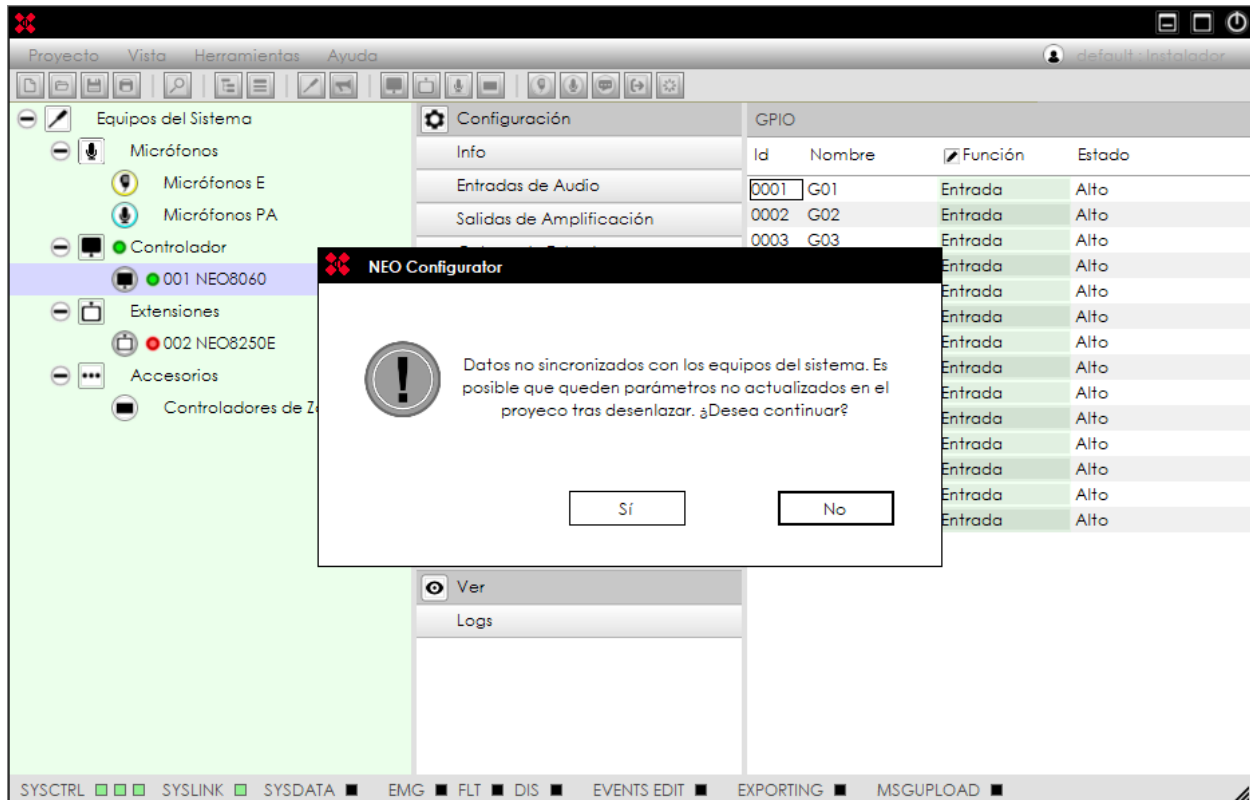 Proyecto Vista Herramientas Ayuda default : Instalador
Equipos del Sistema
Micrófonos
Micrófonos E
Micrófonos PA
Controlador
001 NEO8060
Extensiones
002 NEO8250E
Accesorios
Controladores de Z
Configuración
Info
Entradas de Audio
Salidas de Amplificación
GPIO
Id Nombre Función Estado
0001 G01 Entrada Alto
0002 G02 Entrada Alto
0003 G03 Entrada Alto
Entrada Alto
Entrada Alto
Entrada Alto
Entrada Alto
Entrada Alto
Entrada Alto
Entrada Alto
Entrada Alto
Entrada Alto
Entrada Alto
Entrada Alto
NEO Configurator
Datos no sincronizados con los equipos del sistema. Es
posible que queden parámetros no actualizados en el
proyeco tras desenlazar. ¿Desea continuar?
Sí No
Ver
Logs
SYSCTRL SYSLINK SYSDATA EMG FLT DIS EVENTS EDIT EXPORTING MSGUPLOAD